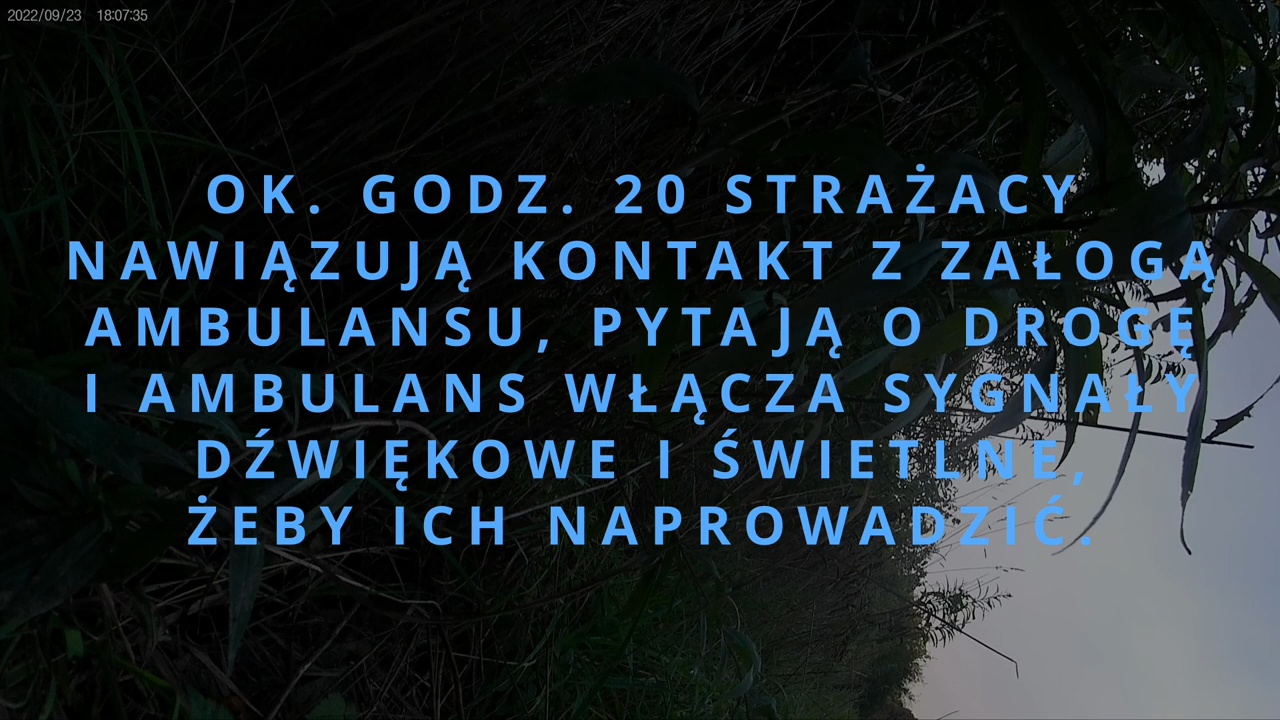 2022/09/23 18:07:35
OK. GODZ. 20 STRAŻACY
NAWIĄZUJĄ KONTAKT Z ZAŁOGĄ
AMBULANSU, PYTAJĄ O DROGĘ
I AMBULANS WŁĄCZA SYGNAŁY
DŹWIĘKOWE I ŚWIETLNE,
ŻEBY ICH NAPROWADZIĆ.